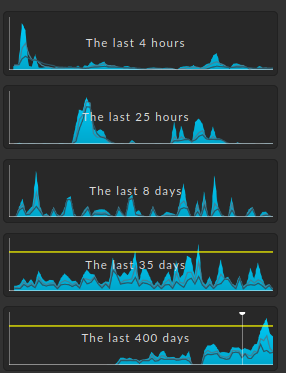 The last 4 hours
The last 25 hours
The last 8 days
The last 35 days
The last 400 days